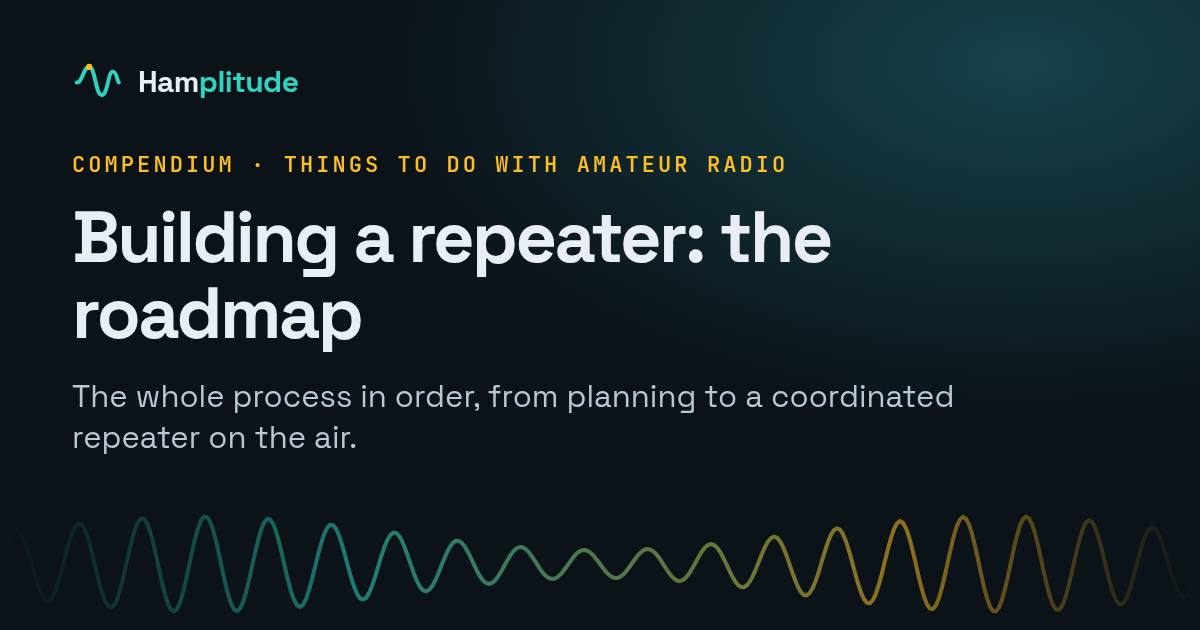 Hamplitude
COMPENDIUM · THINGS TO DO WITH AMATEUR RADIO
Building a repeater: the
roadmap
The whole process in order, from planning to a coordinated
repeater on the air.